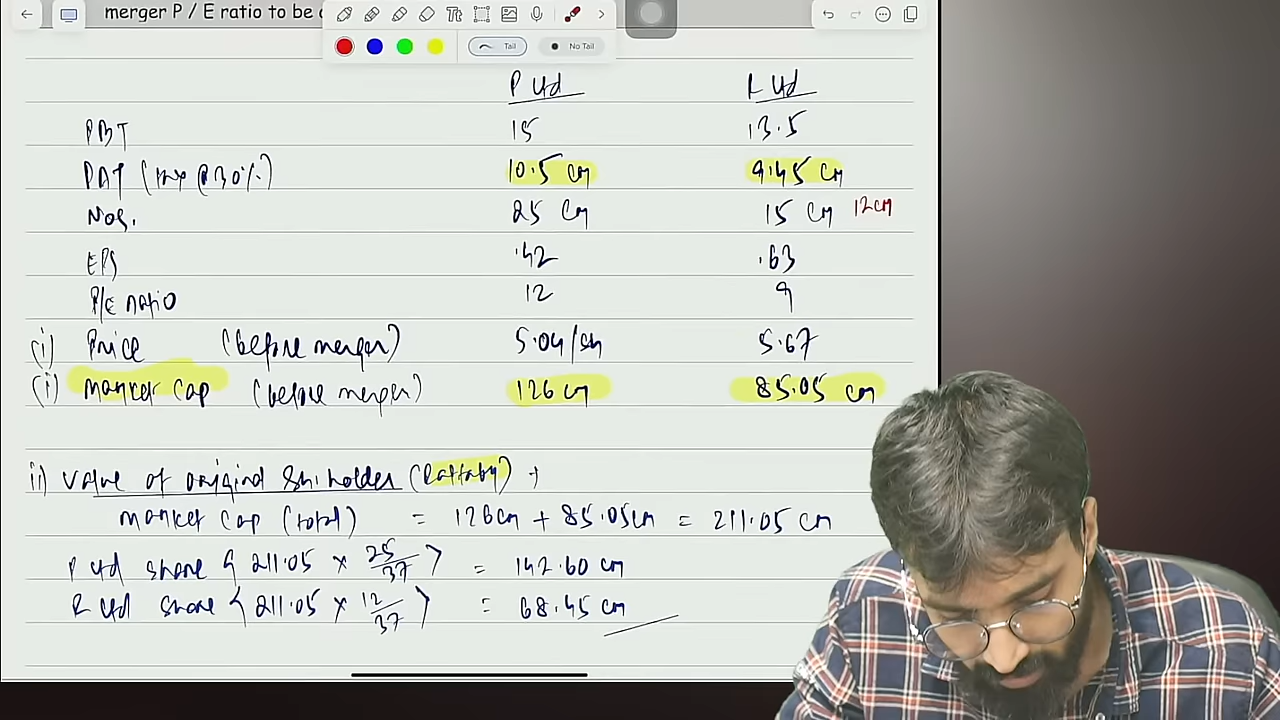 merger P / E ratio to be
Tail No Tail
P Ltd R Ltd
PBT 15 13.5
PAT (tax @30%) 10.5 cr 9.45 cr
Nos. 25 cr 15 cr 12cr
EPS .42 .63
P/E ratio 12 9
(i) Price (before merger) 5.04/sh 5.67
(i) market cap (before merger) 126 cr 85.05 cr
ii) Value of original Sh. holder :-
market cap (total) = 126cr + 85.05cr = 211.05 cr
P Ltd share { 211.05 × 25/37 } = 142.60 cr
R Ltd share { 211.05 × 12/37 } = 68.45 cr